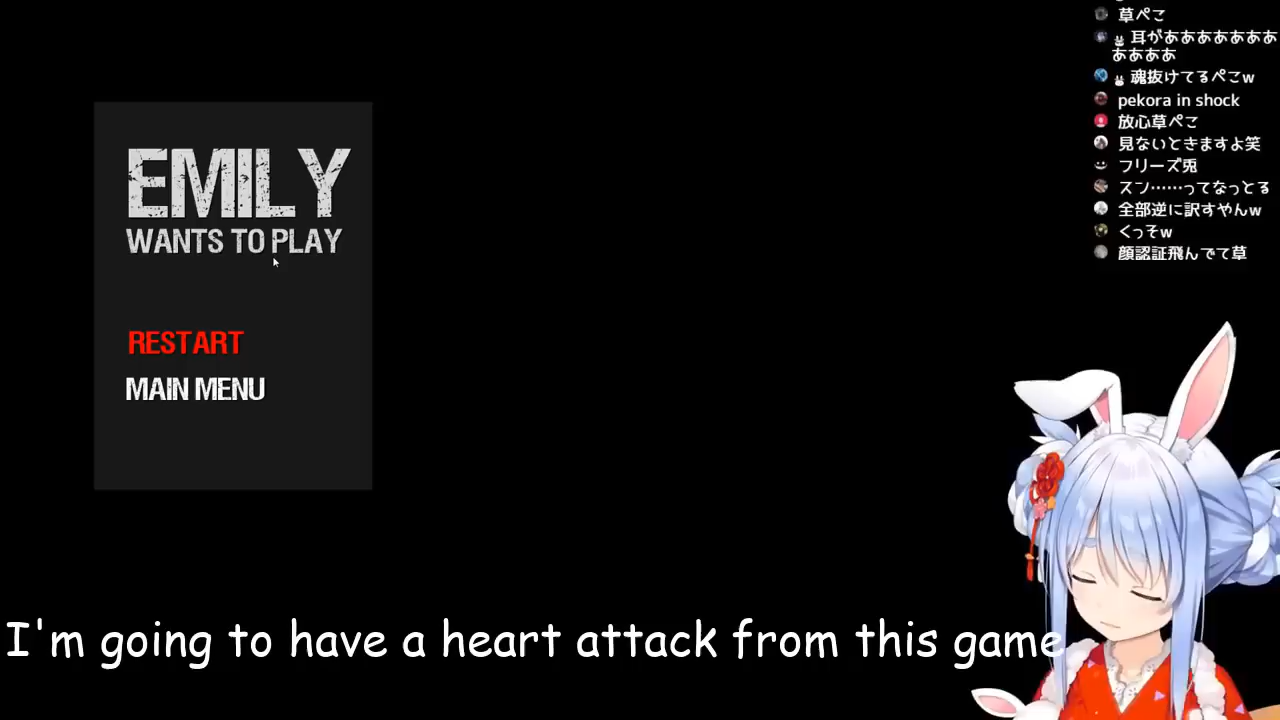 EMILY
WANTS TO PLAY
RESTART
MAIN MENU
草ぺこ
耳があああああああ
ああああ
魂抜けてるぺこw
pekora in shock
放心草ぺこ
見ないときますよ笑
フリーズ兎
スン……ってなっとる
全部逆に訳すやんw
くっそw
顔認証飛んでて草
I'm going to have a heart attack from this game